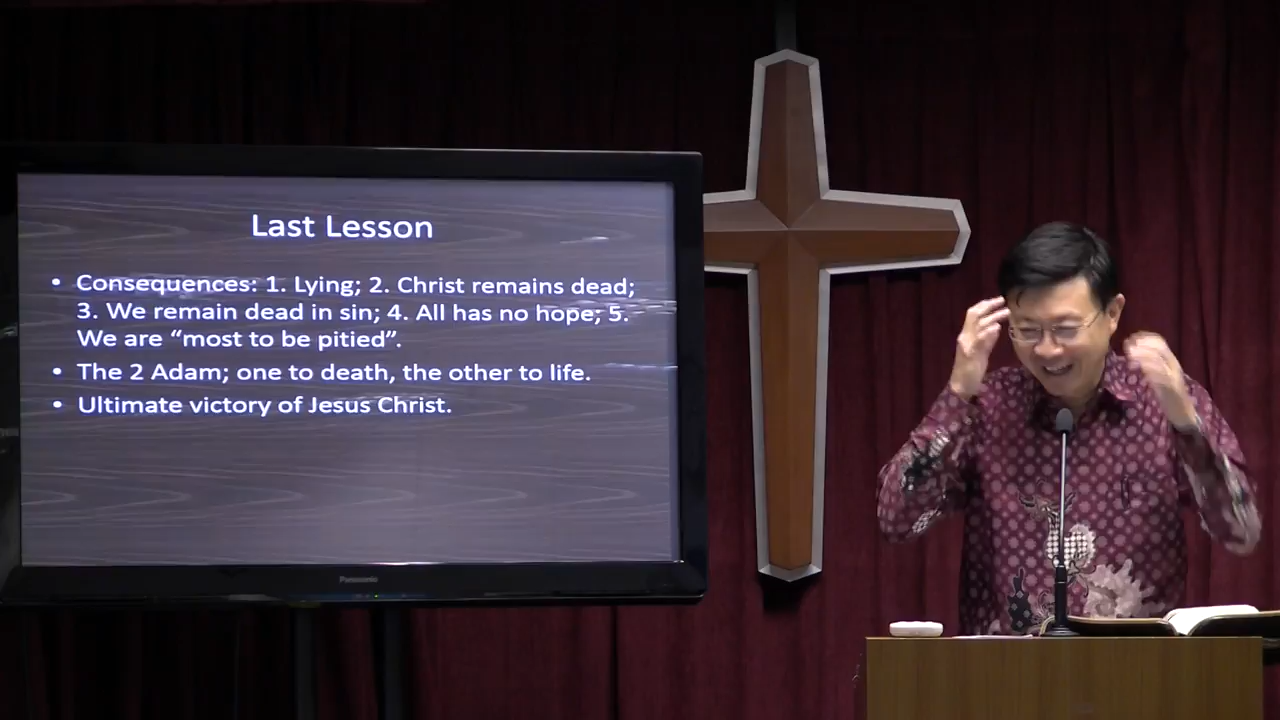 Last Lesson
• Consequences: 1. Lying; 2. Christ remains dead;
3. We remain dead in sin; 4. All has no hope; 5.
We are “most to be pitied”.
• The 2 Adam; one to death, the other to life.
• Ultimate victory of Jesus Christ.
Panasonic